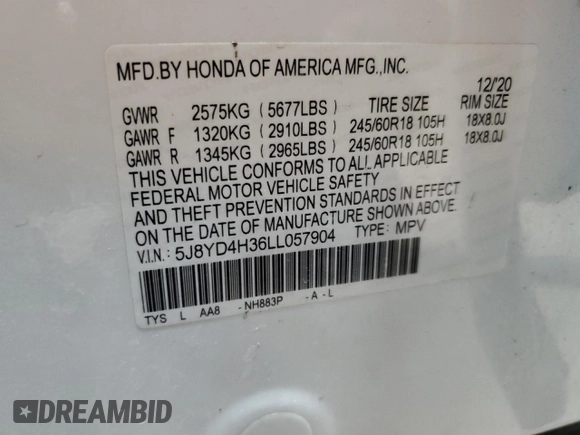 MFD.BY HONDA OF AMERICA MFG.,INC.
12/'20
GVWR 2575KG (5677LBS) TIRE SIZE RIM SIZE
GAWR F 1320KG (2910LBS) 245/60R18 105H 18X8.0J
GAWR R 1345KG (2965LBS) 245/60R18 105H 18X8.0J
THIS VEHICLE CONFORMS TO ALL APPLICABLE
FEDERAL MOTOR VEHICLE SAFETY
AND THEFT PREVENTION STANDARDS IN EFFECT
ON THE DATE OF MANUFACTURE SHOWN ABOVE.
V.I.N.: 5J8YD4H36LL057904 TYPE: MPV
TYS L AA8 -NH883P -A-L
DREAMBID